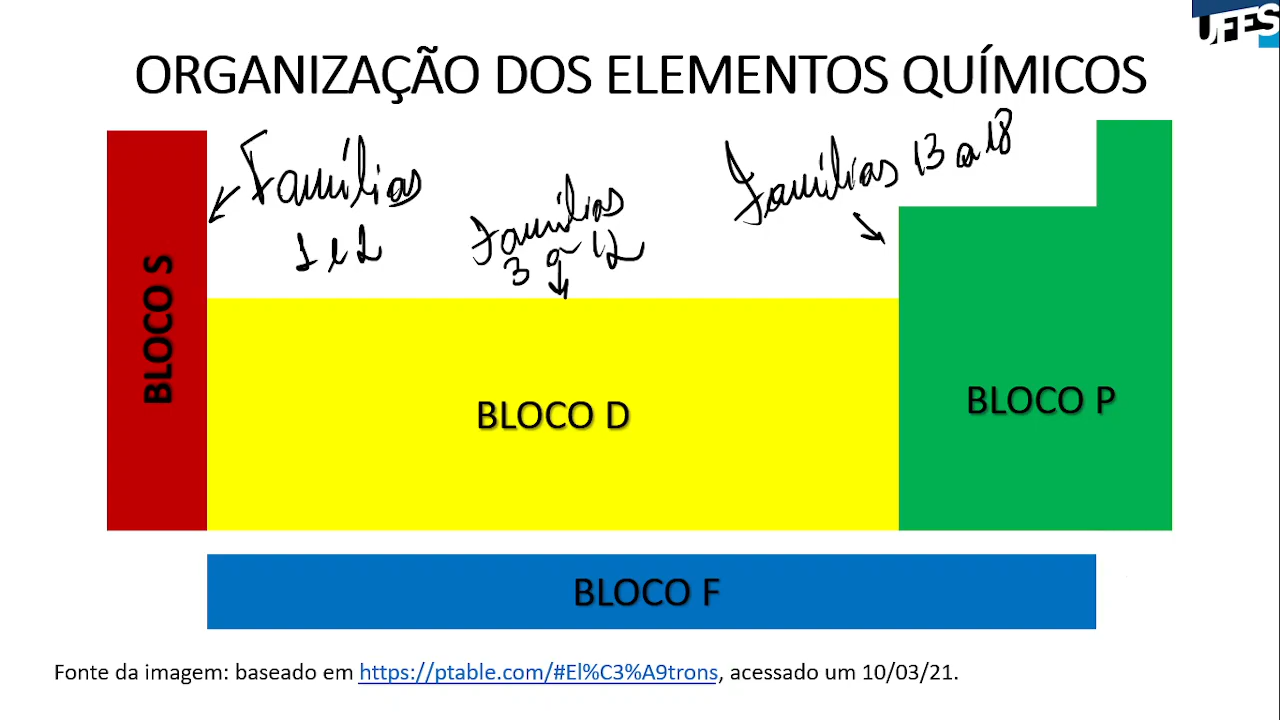 UFES
ORGANIZAÇÃO DOS ELEMENTOS QUÍMICOS
Famílias
1 e 2
Famílias
3 a 12
Famílias 13 a 18
BLOCO S
BLOCO D
BLOCO P
BLOCO F
Fonte da imagem: baseado em https://ptable.com/#El%C3%A9trons, acessado um 10/03/21.